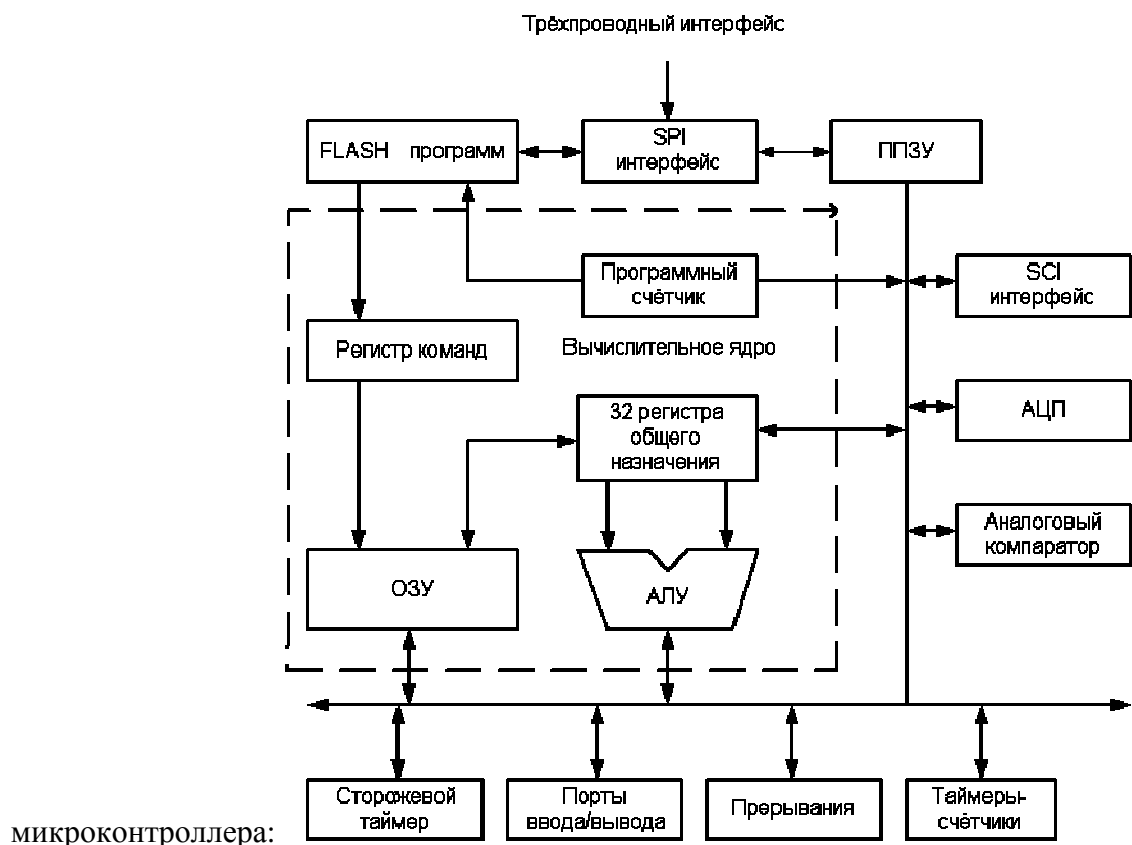 Трёхпроводный интерфейс
FLASH программ
SPI
интерфейс
ППЗУ
Программный
счётчик
SCI
интерфейс
Регистр команд
Вычислительное ядро
32 регистра
общего
назначения
АЦП
Аналоговый
компаратор
ОЗУ
АЛУ
Сторожевой
таймер
Порты
ввода/вывода
Прерывания
Таймеры-
счётчики
микроконтроллера: